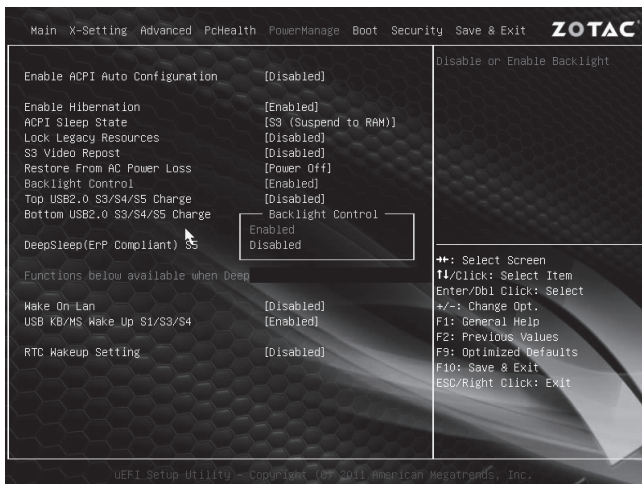 Main X-Setting Advanced PcHealth PowerManage Boot Security Save & Exit ZOTAC
Disable or Enable Backlight
Enable ACPI Auto Configuration [Disabled]
Enable Hibernation [Enabled]
ACPI Sleep State [S3 (Suspend to RAM)]
Lock Legacy Resources [Disabled]
S3 Video Repost [Disabled]
Restore From AC Power Loss [Power Off]
Backlight Control [Enabled]
Top USB2.0 S3/S4/S5 Charge [Disabled]
Bottom USB2.0 S3/S4/S5 Charge
Backlight Control
Enabled
Disabled
DeepSleep(ErP Compliant) S5
Functions below available when Deep
Wake On Lan [Disabled]
USB KB/MS Wake Up S1/S3/S4 [Enabled]
RTC Wakeup Setting [Disabled]
→←: Select Screen
↑↓/Click: Select Item
Enter/Dbl Click: Select
+/-: Change Opt.
F1: General Help
F2: Previous Values
F9: Optimized Defaults
F10: Save & Exit
ESC/Right Click: Exit
uEFI Setup Utility - Copyright (C) 2011 American Megatrends, Inc.